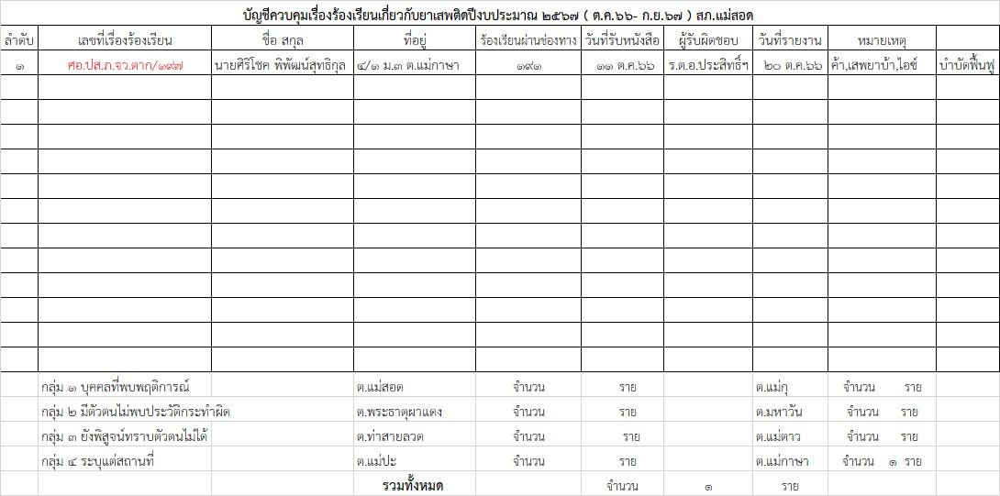 บัญชีควบคุมเรื่องร้องเรียนเกี่ยวกับยาเสพติดปีงบประมาณ ๒๕๖๗ ( ต.ค.๖๖- ก.ย.๖๗ ) สภ.แม่สอด
ลำดับ เลขที่เรื่องร้องเรียน ชื่อ สกุล ที่อยู่ ร้องเรียนผ่านช่องทาง วันที่รับหนังสือ ผู้รับผิดชอบ วันที่รายงาน หมายเหตุ
๑ ศอ.ปส.ภ.จว.ตาก/๑๙๗ นายศิริโชค พิพัฒน์สุทธิกุล ๔/๑ ม.๓ ต.แม่กาษา ๑๙๑ ๑๑ ต.ค.๖๖ ร.ต.อ.ประสิทธิ์ฯ ๒๐ ต.ค.๖๖ ค้า,เสพยาบ้า,ไอซ์ บำบัดฟื้นฟู
กลุ่ม ๑ บุคคลที่พบพฤติการณ์ ต.แม่สอด จำนวน ราย ต.แม่กุ จำนวน ราย
กลุ่ม ๒ มีตัวตนไม่พบประวัติกระทำผิด ต.พระธาตุผาแดง จำนวน ราย ต.มหาวัน จำนวน ราย
กลุ่ม ๓ ยังพิสูจน์ทราบตัวตนไม่ได้ ต.ท่าสายลวด จำนวน ราย ต.แม่ตาว จำนวน ราย
กลุ่ม ๔ ระบุแต่สถานที่ ต.แม่ปะ จำนวน ราย ต.แม่กาษา จำนวน ๑ ราย
รวมทั้งหมด จำนวน ๑ ราย